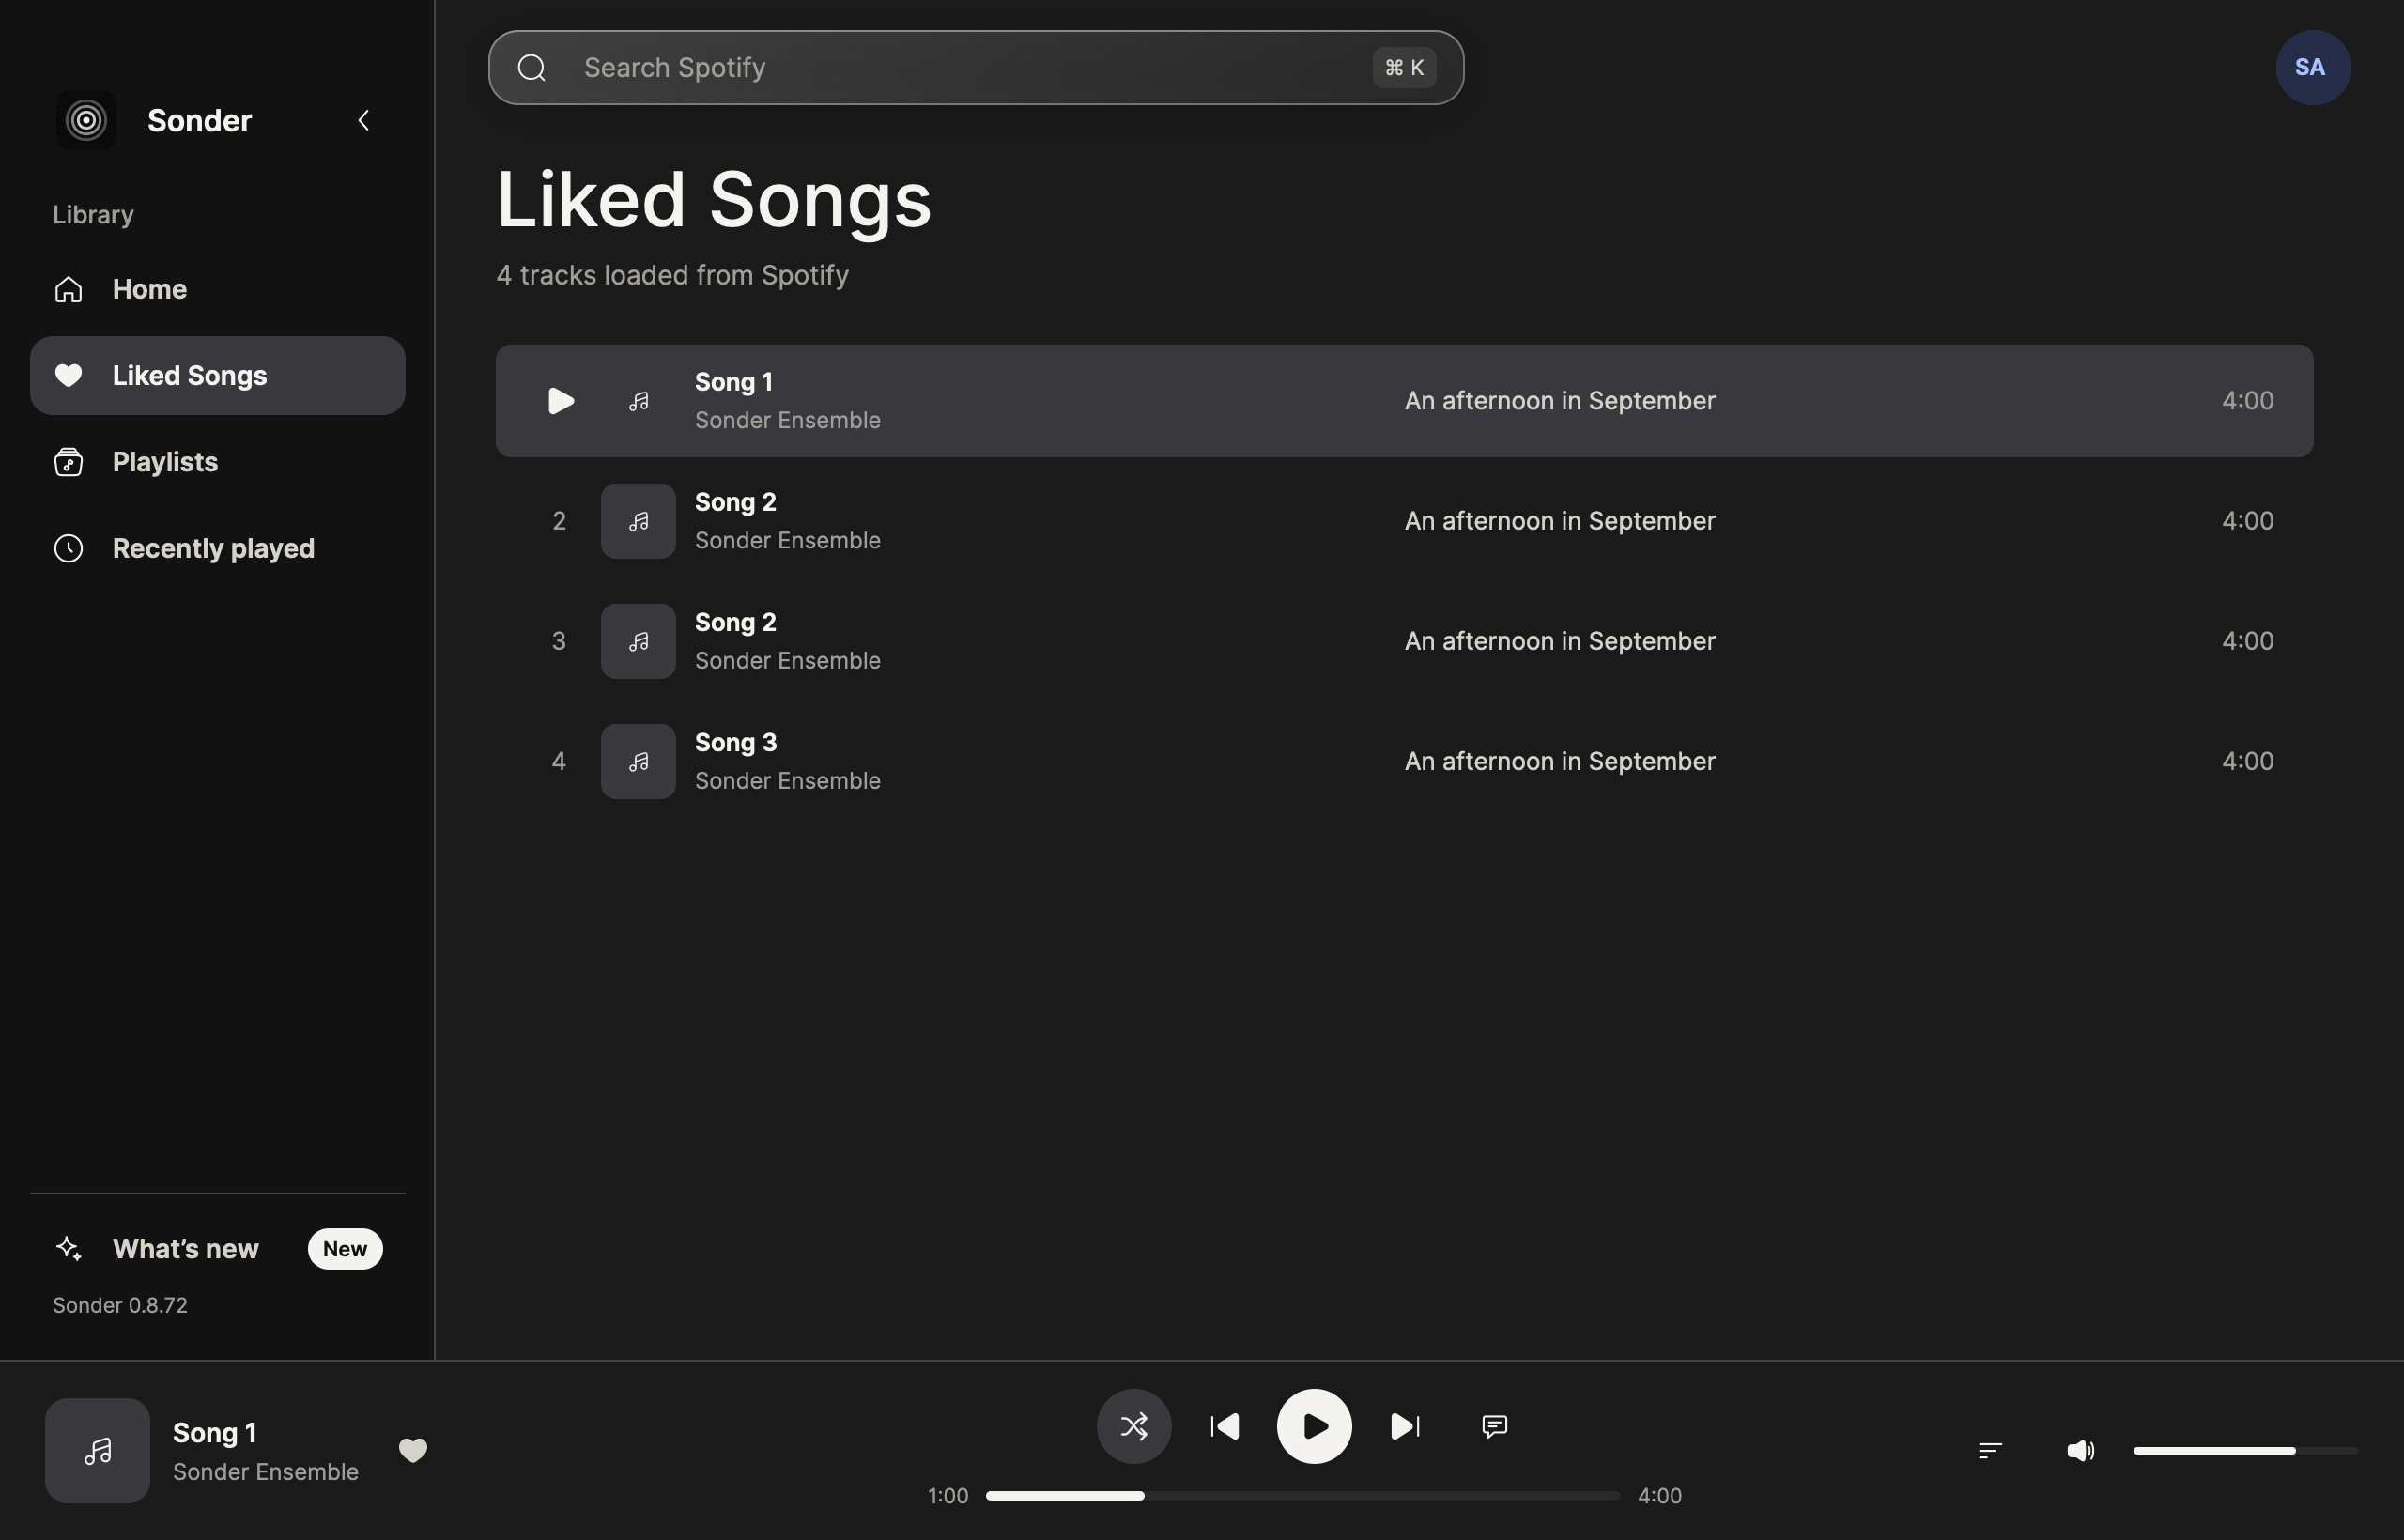 Search Spotify
⌘ K
SA
Sonder
Library
Home
Liked Songs
Playlists
Recently played
What’s new
New
Sonder 0.8.72
Liked Songs
4 tracks loaded from Spotify
Song 1
Sonder Ensemble
An afternoon in September
4:00
2
Song 2
Sonder Ensemble
An afternoon in September
4:00
3
Song 2
Sonder Ensemble
An afternoon in September
4:00
4
Song 3
Sonder Ensemble
An afternoon in September
4:00
Song 1
Sonder Ensemble
1:00
4:00